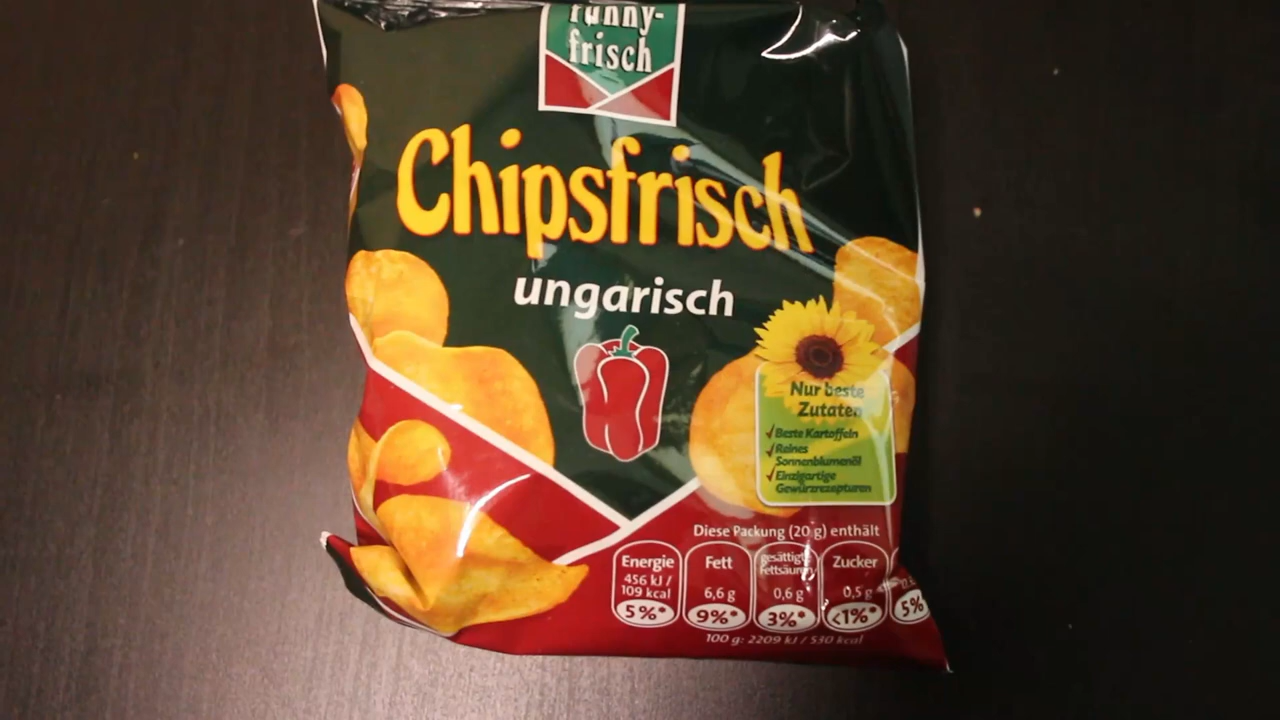 funny-
frisch
Chipsfrisch
ungarisch
Nur beste
Zutaten
Beste Kartoffeln
Reines
Sonnenblumenöl
Einzigartige
Gewürzrezepturen
Diese Packung (20 g) enthält
Energie
456 kJ /
109 kcal
5%*
Fett
6,6 g
9%*
gesättigte
Fettsäuren
0,6 g
3%*
Zucker
0,5 g
<1%*
5%
100 g: 2209 kJ / 530 kcal